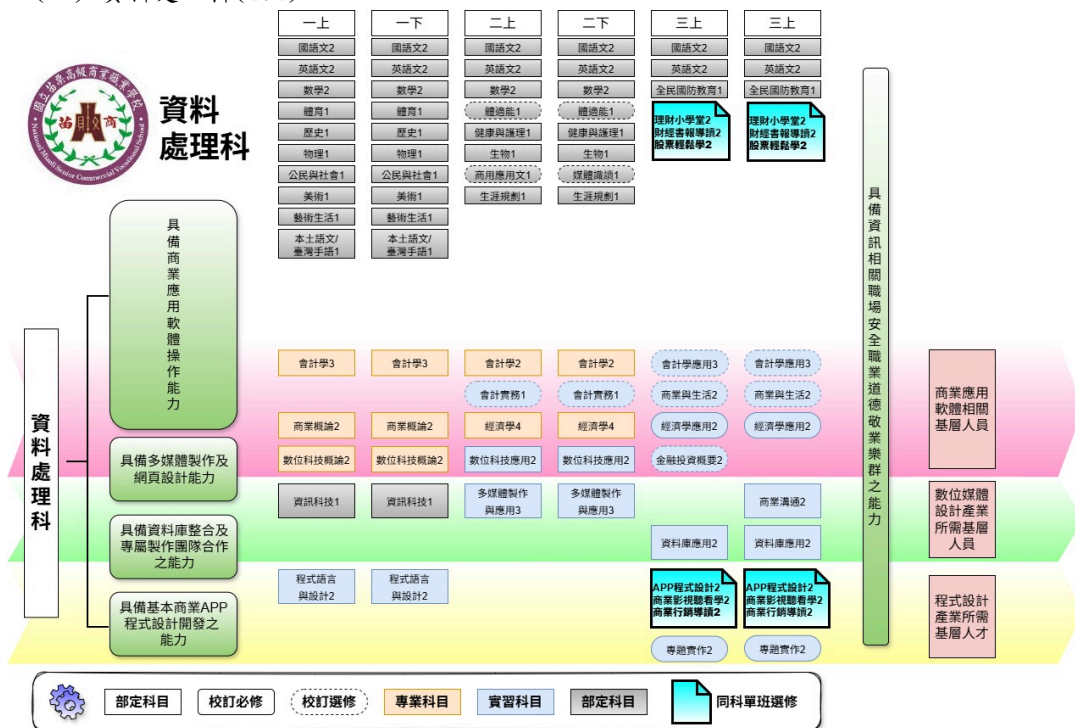 一上
一下
二上
二下
三上
三上
國語文2
國語文2
國語文2
國語文2
國語文2
國語文2
英語文2
英語文2
英語文2
英語文2
英語文2
英語文2
數學2
數學2
數學2
數學2
全民國防教育1
全民國防教育1
體育1
體育1
體適能1
體適能1
理財小學堂2
財經書報導讀2
股票輕鬆學2
理財小學堂2
財經書報導讀2
股票輕鬆學2
歷史1
歷史1
健康與護理1
健康與護理1
物理1
物理1
生物1
生物1
公民與社會1
公民與社會1
商用應用文1
媒體識讀1
美術1
美術1
生涯規劃1
生涯規劃1
藝術生活1
藝術生活1
本土語文/
臺灣手語1
本土語文/
臺灣手語1
國立苗栗高級商業職業學校
National Miaoli Senior Commercial Vocational School
苗
商
資料
處理科
資料處理科
具備商業應用軟體操作能力
具備多媒體製作及
網頁設計能力
具備資料庫整合及
專屬製作團隊合作
之能力
具備基本商業APP
程式設計開發之
能力
會計學3
會計學3
會計學2
會計學2
會計學應用3
會計學應用3
會計實務1
會計實務1
商業與生活2
商業與生活2
商業概論2
商業概論2
經濟學4
經濟學4
經濟學應用2
經濟學應用2
數位科技概論2
數位科技概論2
數位科技應用2
數位科技應用2
金融投資概要2
資訊科技1
資訊科技1
多媒體製作
與應用3
多媒體製作
與應用3
商業溝通2
資料庫應用2
資料庫應用2
程式語言
與設計2
程式語言
與設計2
APP程式設計2
商業影視聽看學2
商業行銷導讀2
APP程式設計2
商業影視聽看學2
商業行銷導讀2
專題實作2
專題實作2
具備資訊相關職場安全職業道德敬業樂群之能力
商業應用
軟體相關
基層人員
數位媒體
設計產業
所需基層
人員
程式設計
產業所需
基層人才
部定科目
校訂必修
校訂選修
專業科目
實習科目
部定科目
同科單班選修